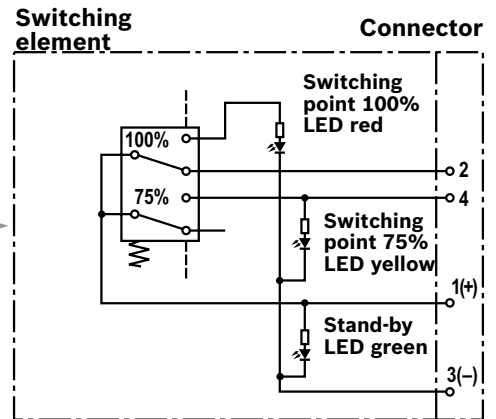 Switching
element
Connector
Switching
point 100%
LED red
100%
2
75%
4
Switching
point 75%
LED yellow
1(+)
Stand-by
LED green
3(–)